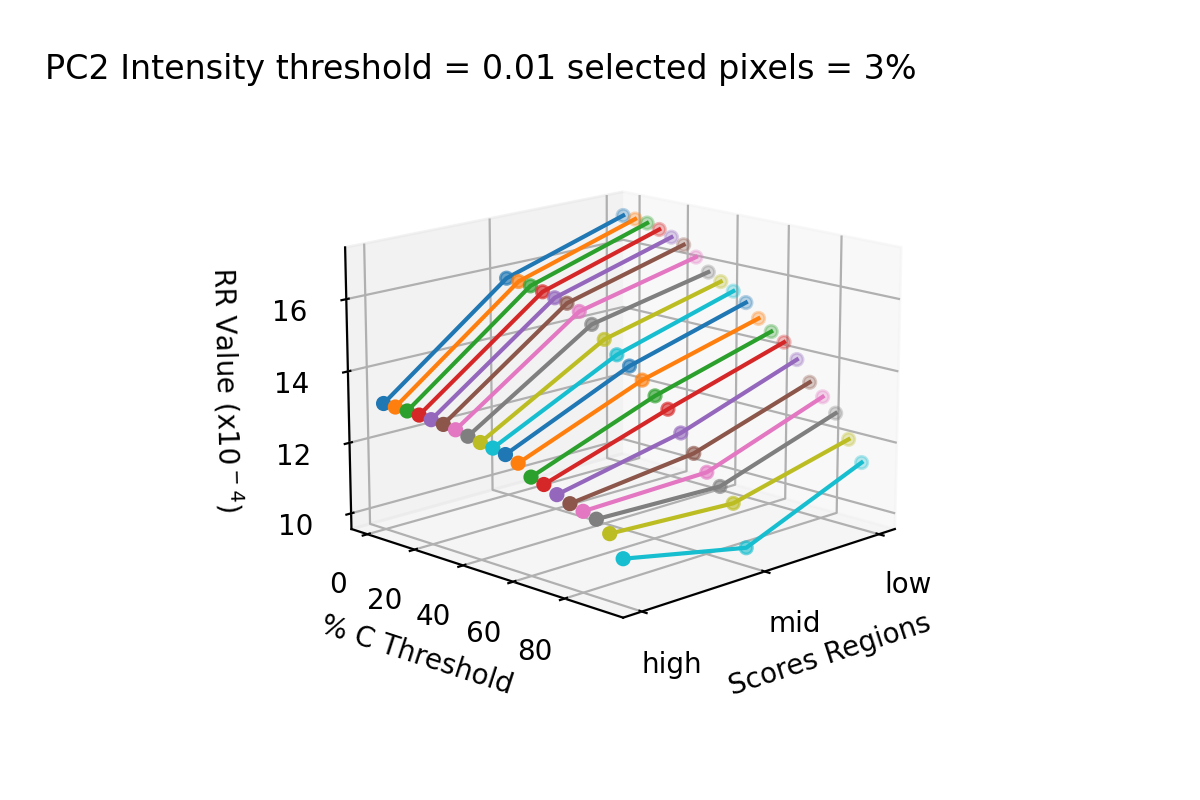 PC2 Intensity threshold = 0.01 selected pixels = 3%
RR Value (x10⁻⁴)
16
14
12
10
0
20
40
60
80
% C Threshold
high
mid
low
Scores Regions